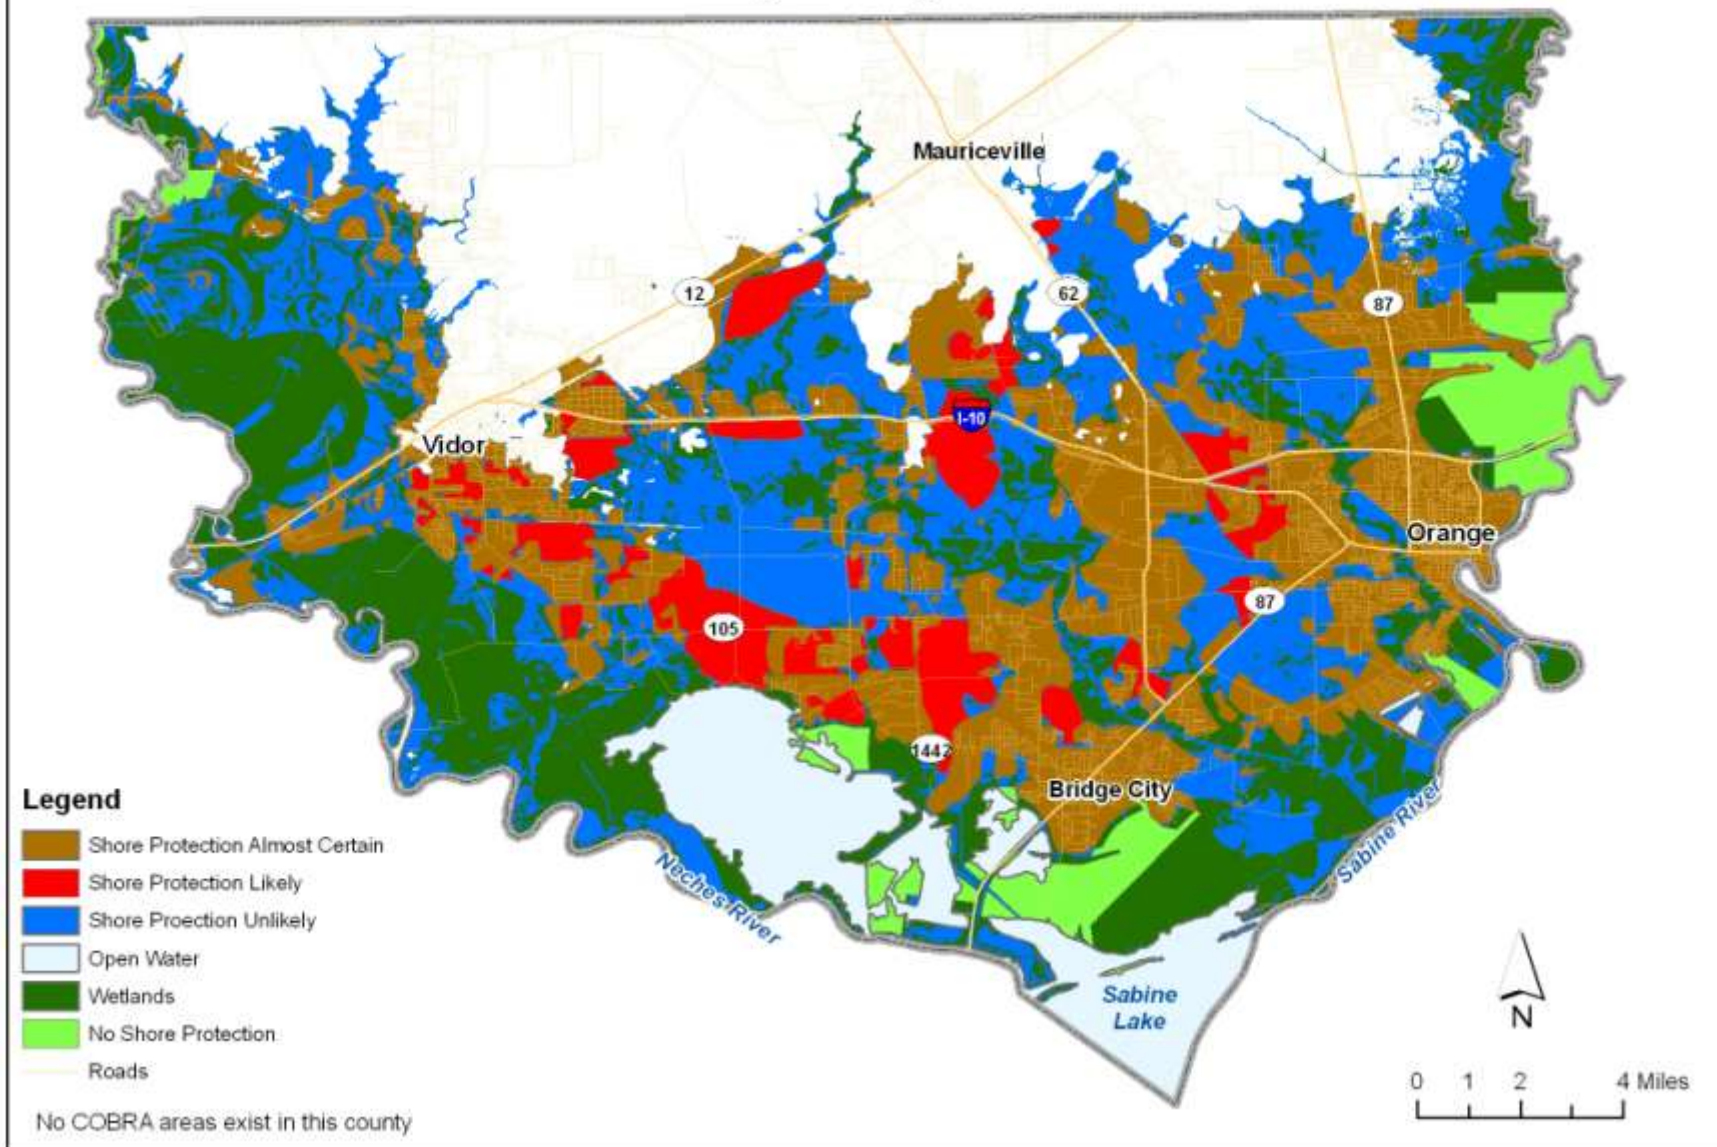 Mauriceville
12
62
87
I-10
Vidor
Orange
87
105
1442
Bridge City
Neches River
Sabine River
Sabine
Lake
Legend
Shore Protection Almost Certain
Shore Protection Likely
Shore Proection Unlikely
Open Water
Wetlands
No Shore Protection
Roads
No COBRA areas exist in this county
N
0 1 2 4 Miles